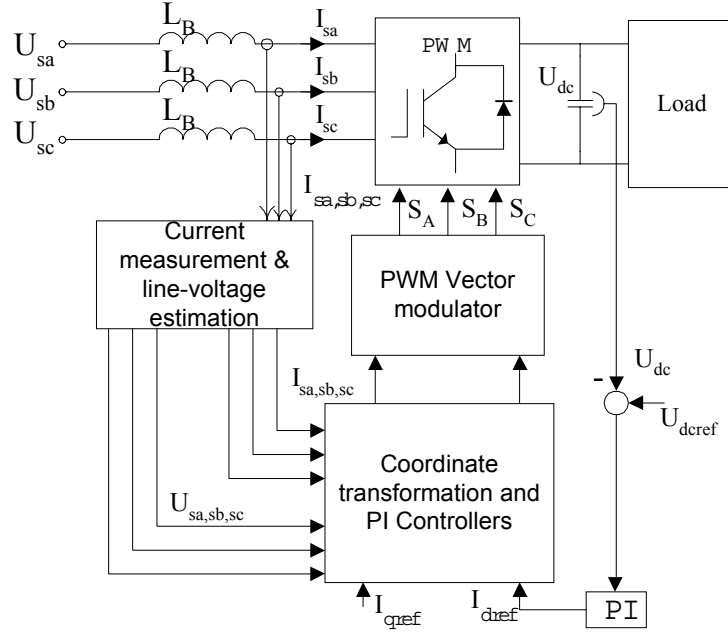 U_sa
L_B
I_sa
U_sb
L_B
I_sb
U_sc
L_B
I_sc
PWM
U_dc
Load
I_sa,sb,sc
S_A
S_B
S_C
Current
measurement &
line-voltage
estimation
PWM Vector
modulator
I_sa,sb,sc
-
U_dc
U_dcref
Coordinate
transformation and
PI Controllers
U_sa,sb,sc
I_qref
I_dref
PI